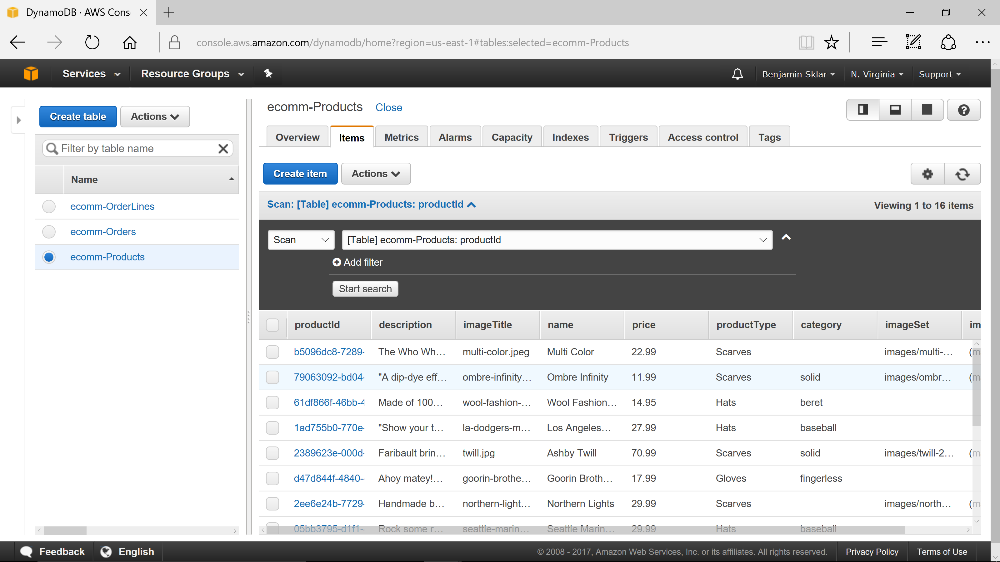 DynamoDB · AWS Cons
console.aws.amazon.com/dynamodb/home?region=us-east-1#tables:selected=ecomm-Products
Services Resource Groups Benjamin Sklar N. Virginia Support
Create table Actions
Filter by table name
Name
ecomm-OrderLines
ecomm-Orders
ecomm-Products
ecomm-Products Close
Overview Items Metrics Alarms Capacity Indexes Triggers Access control Tags
Create item Actions
Scan: [Table] ecomm-Products: productId Viewing 1 to 16 items
Scan [Table] ecomm-Products: productId
Add filter
Start search
productId description imageTitle name price productType category imageSet im
b5096dc8-7289- The Who Wh... multi-color.jpeg Multi Color 22.99 Scarves images/multi-... (m
79063092-bd04- "A dip-dye eff... ombre-infinity... Ombre Infinity 11.99 Scarves solid images/ombr... (m
61df866f-46bb-4 Made of 100... wool-fashion-... Wool Fashion... 14.95 Hats beret
1ad755b0-770e- "Show your t... la-dodgers-m... Los Angeles... 27.99 Hats baseball
2389623e-000d- Faribault brin... twill.jpg Ashby Twill 70.99 Scarves solid images/twill-2... (m
d47d844f-4840- Ahoy matey!... goorin-brothe... Goorin Broth... 17.99 Gloves fingerless
2ee6e24b-7729- Handmade b... northern-light... Northern Lights 29.99 Scarves images/north... (m
05bb3795-d1f1- Rock some r... seattle-marin... Seattle Marin... 29.99 Hats baseball
Feedback English © 2008 - 2017, Amazon Web Services, Inc. or its affiliates. All rights reserved. Privacy Policy Terms of Use